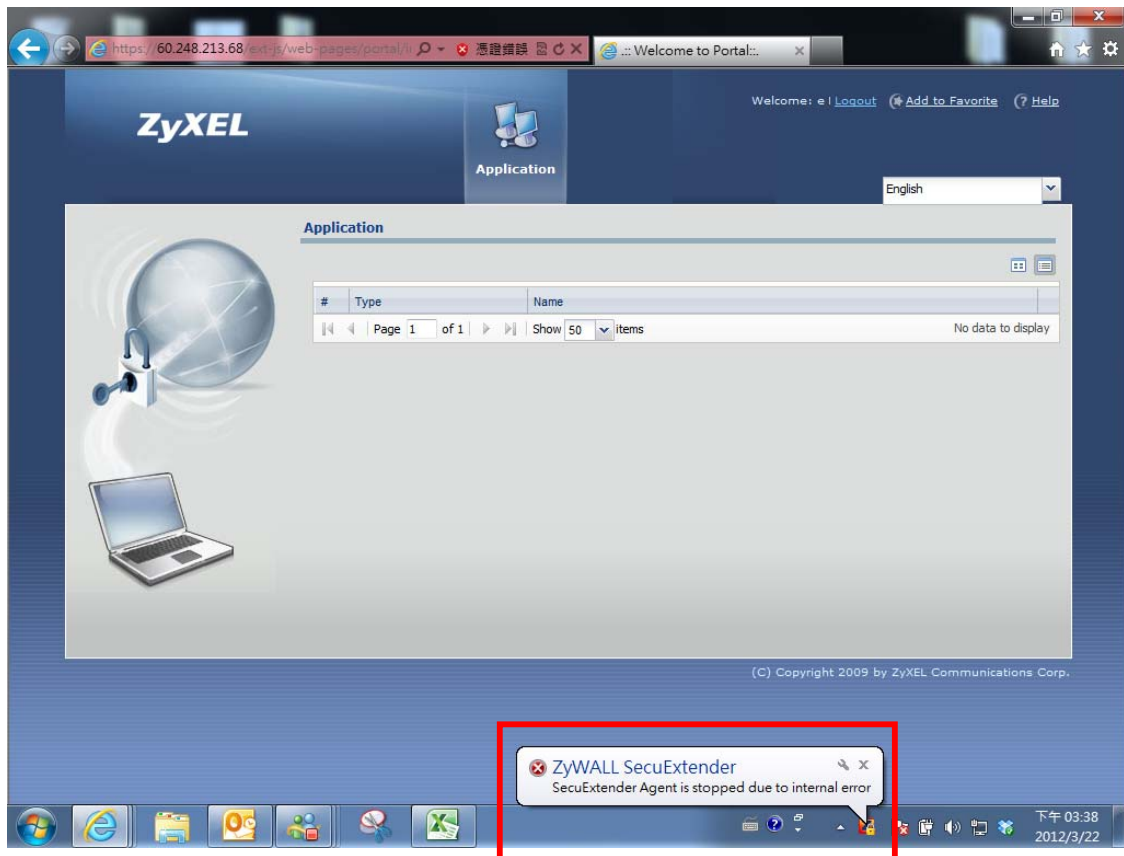 https://60.248.213.68/ext-js/web-pages/portal/ 憑證錯誤 .:: Welcome to Portal::.
Welcome: e | Logout Add to Favorite Help
ZyXEL
Application
English
Application
# Type Name
Page 1 of 1 Show 50 items No data to display
(C) Copyright 2009 by ZyXEL Communications Corp.
ZyWALL SecuExtender
SecuExtender Agent is stopped due to internal error
下午 03:38
2012/3/22